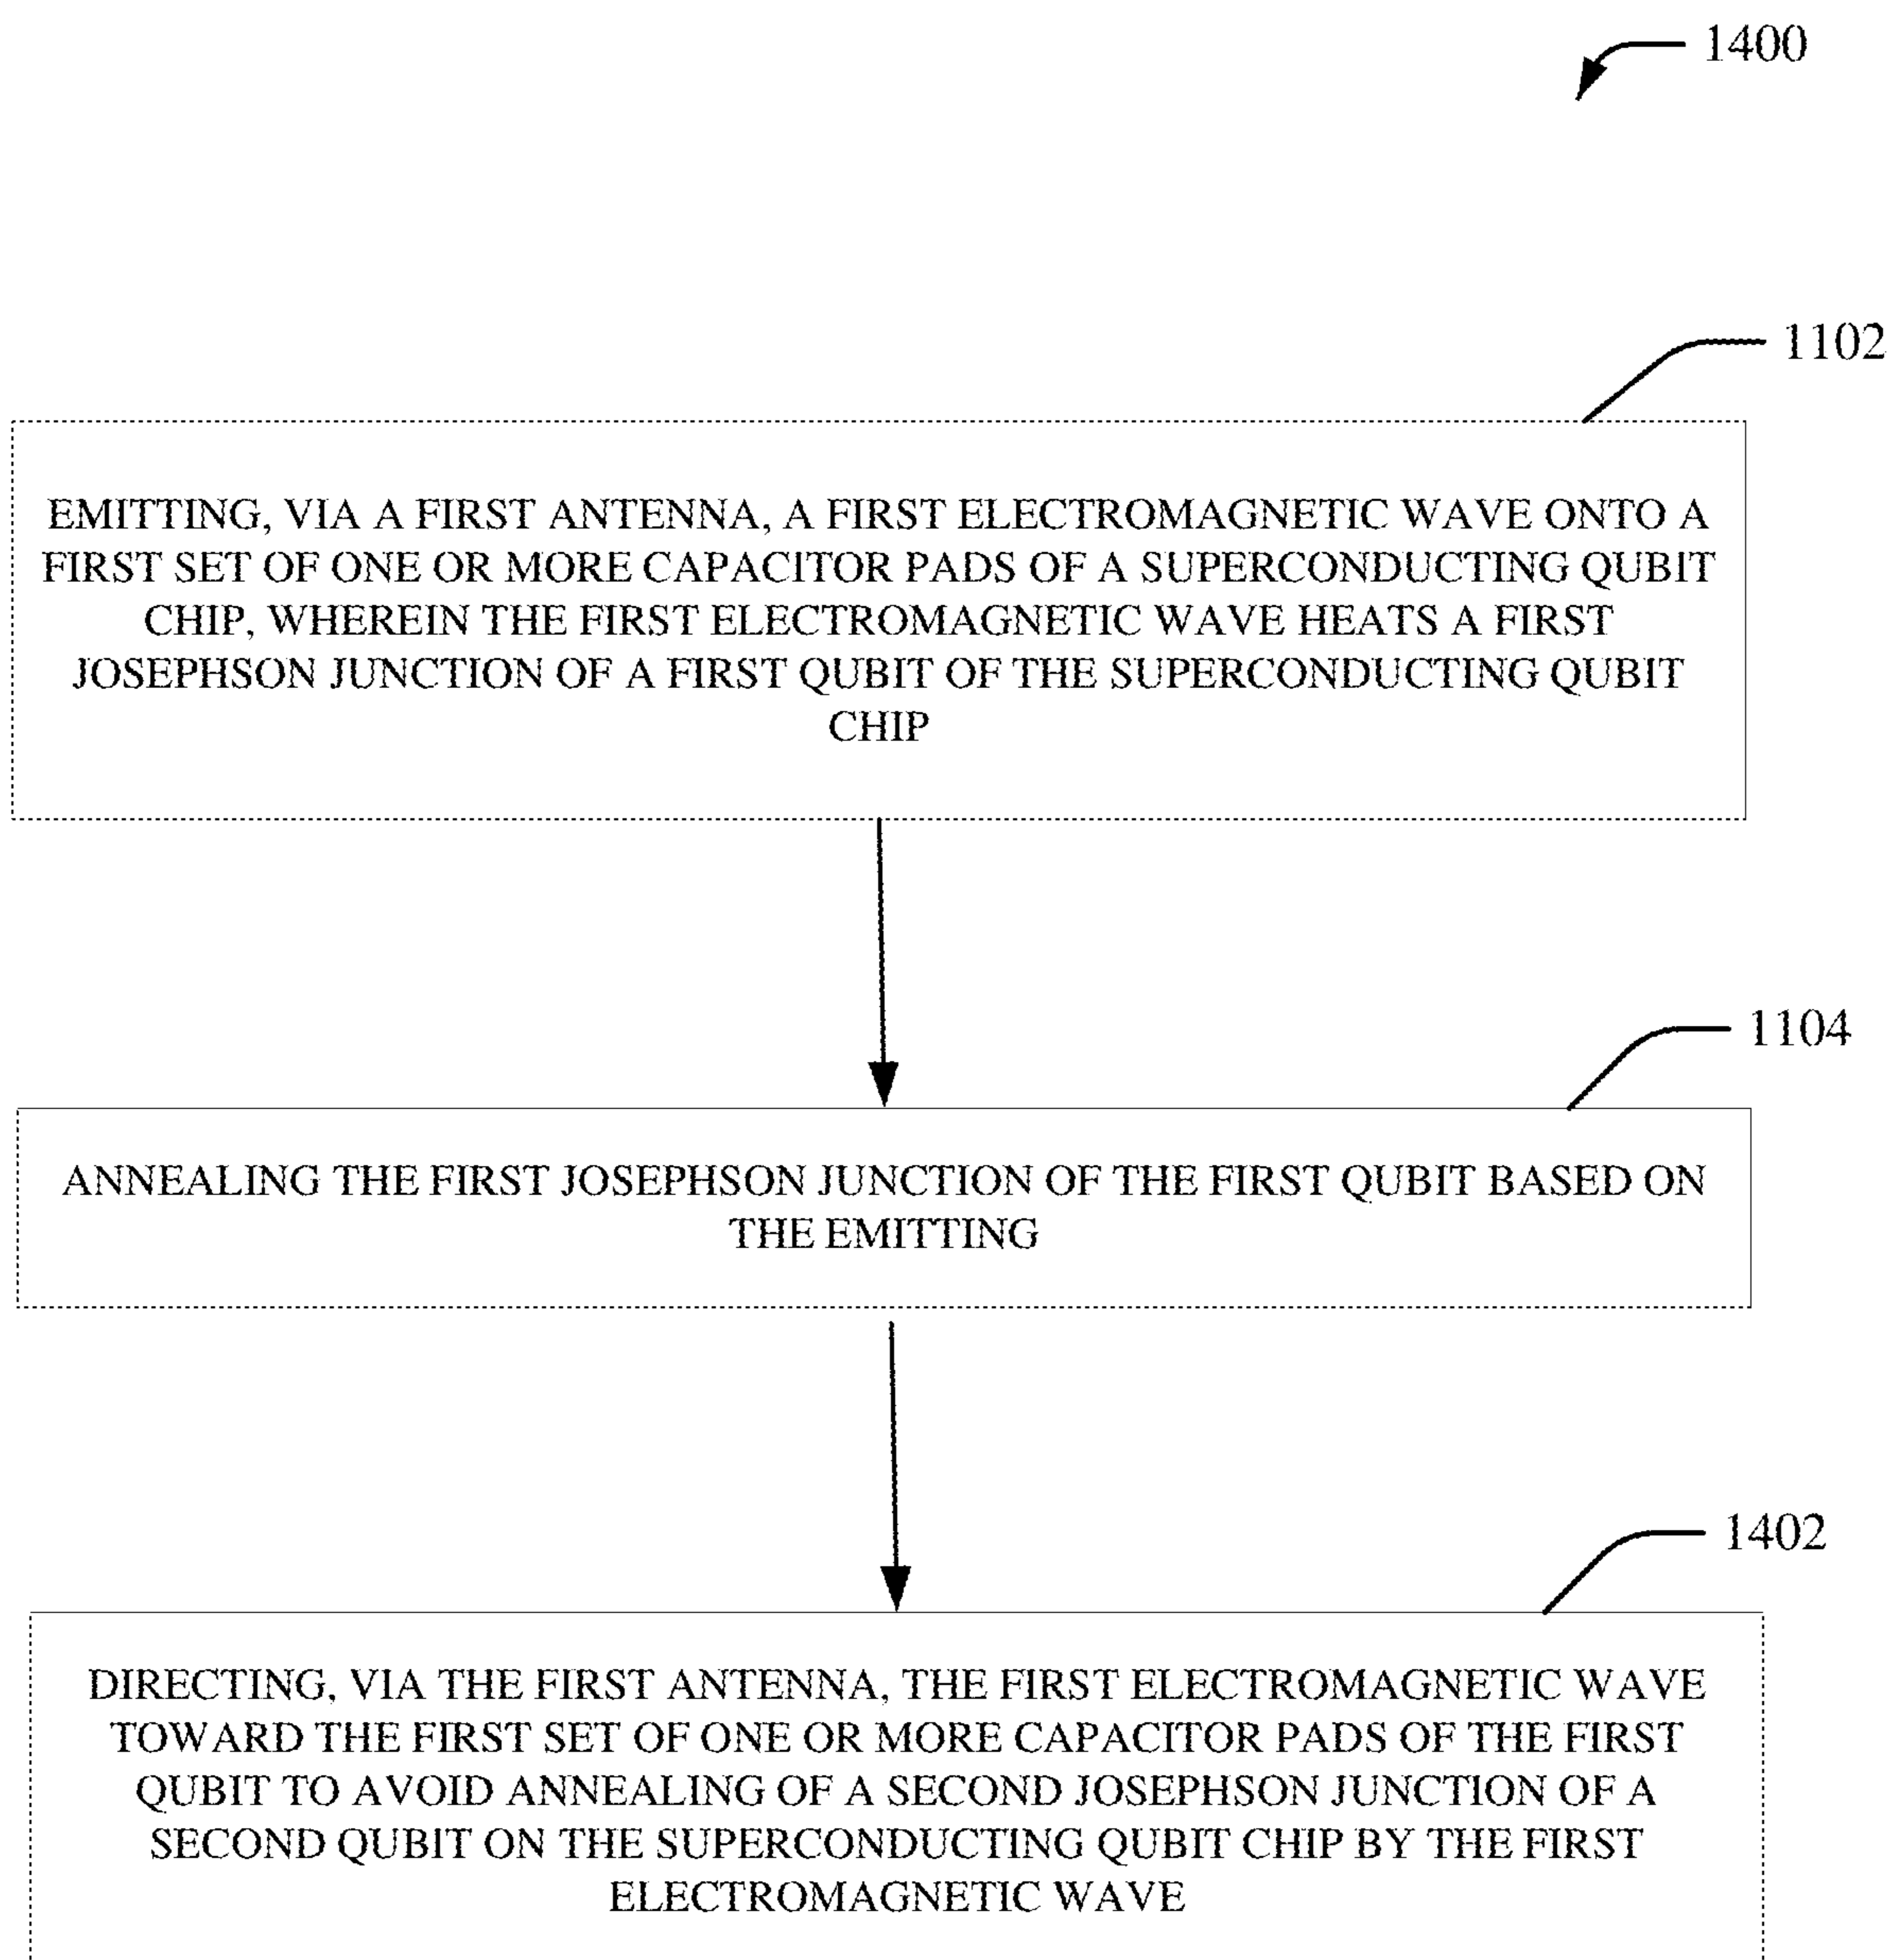 1400
1102
EMITTING, VIA A FIRST ANTENNA, A FIRST ELECTROMAGNETIC WAVE ONTO A
FIRST SET OF ONE OR MORE CAPACITOR PADS OF A SUPERCONDUCTING QUBIT
CHIP, WHEREIN THE FIRST ELECTROMAGNETIC WAVE HEATS A FIRST
JOSEPHSON JUNCTION OF A FIRST QUBIT OF THE SUPERCONDUCTING QUBIT
CHIP
1104
ANNEALING THE FIRST JOSEPHSON JUNCTION OF THE FIRST QUBIT BASED ON
THE EMITTING
1402
DIRECTING, VIA THE FIRST ANTENNA, THE FIRST ELECTROMAGNETIC WAVE
TOWARD THE FIRST SET OF ONE OR MORE CAPACITOR PADS OF THE FIRST
QUBIT TO AVOID ANNEALING OF A SECOND JOSEPHSON JUNCTION OF A
SECOND QUBIT ON THE SUPERCONDUCTING QUBIT CHIP BY THE FIRST
ELECTROMAGNETIC WAVE